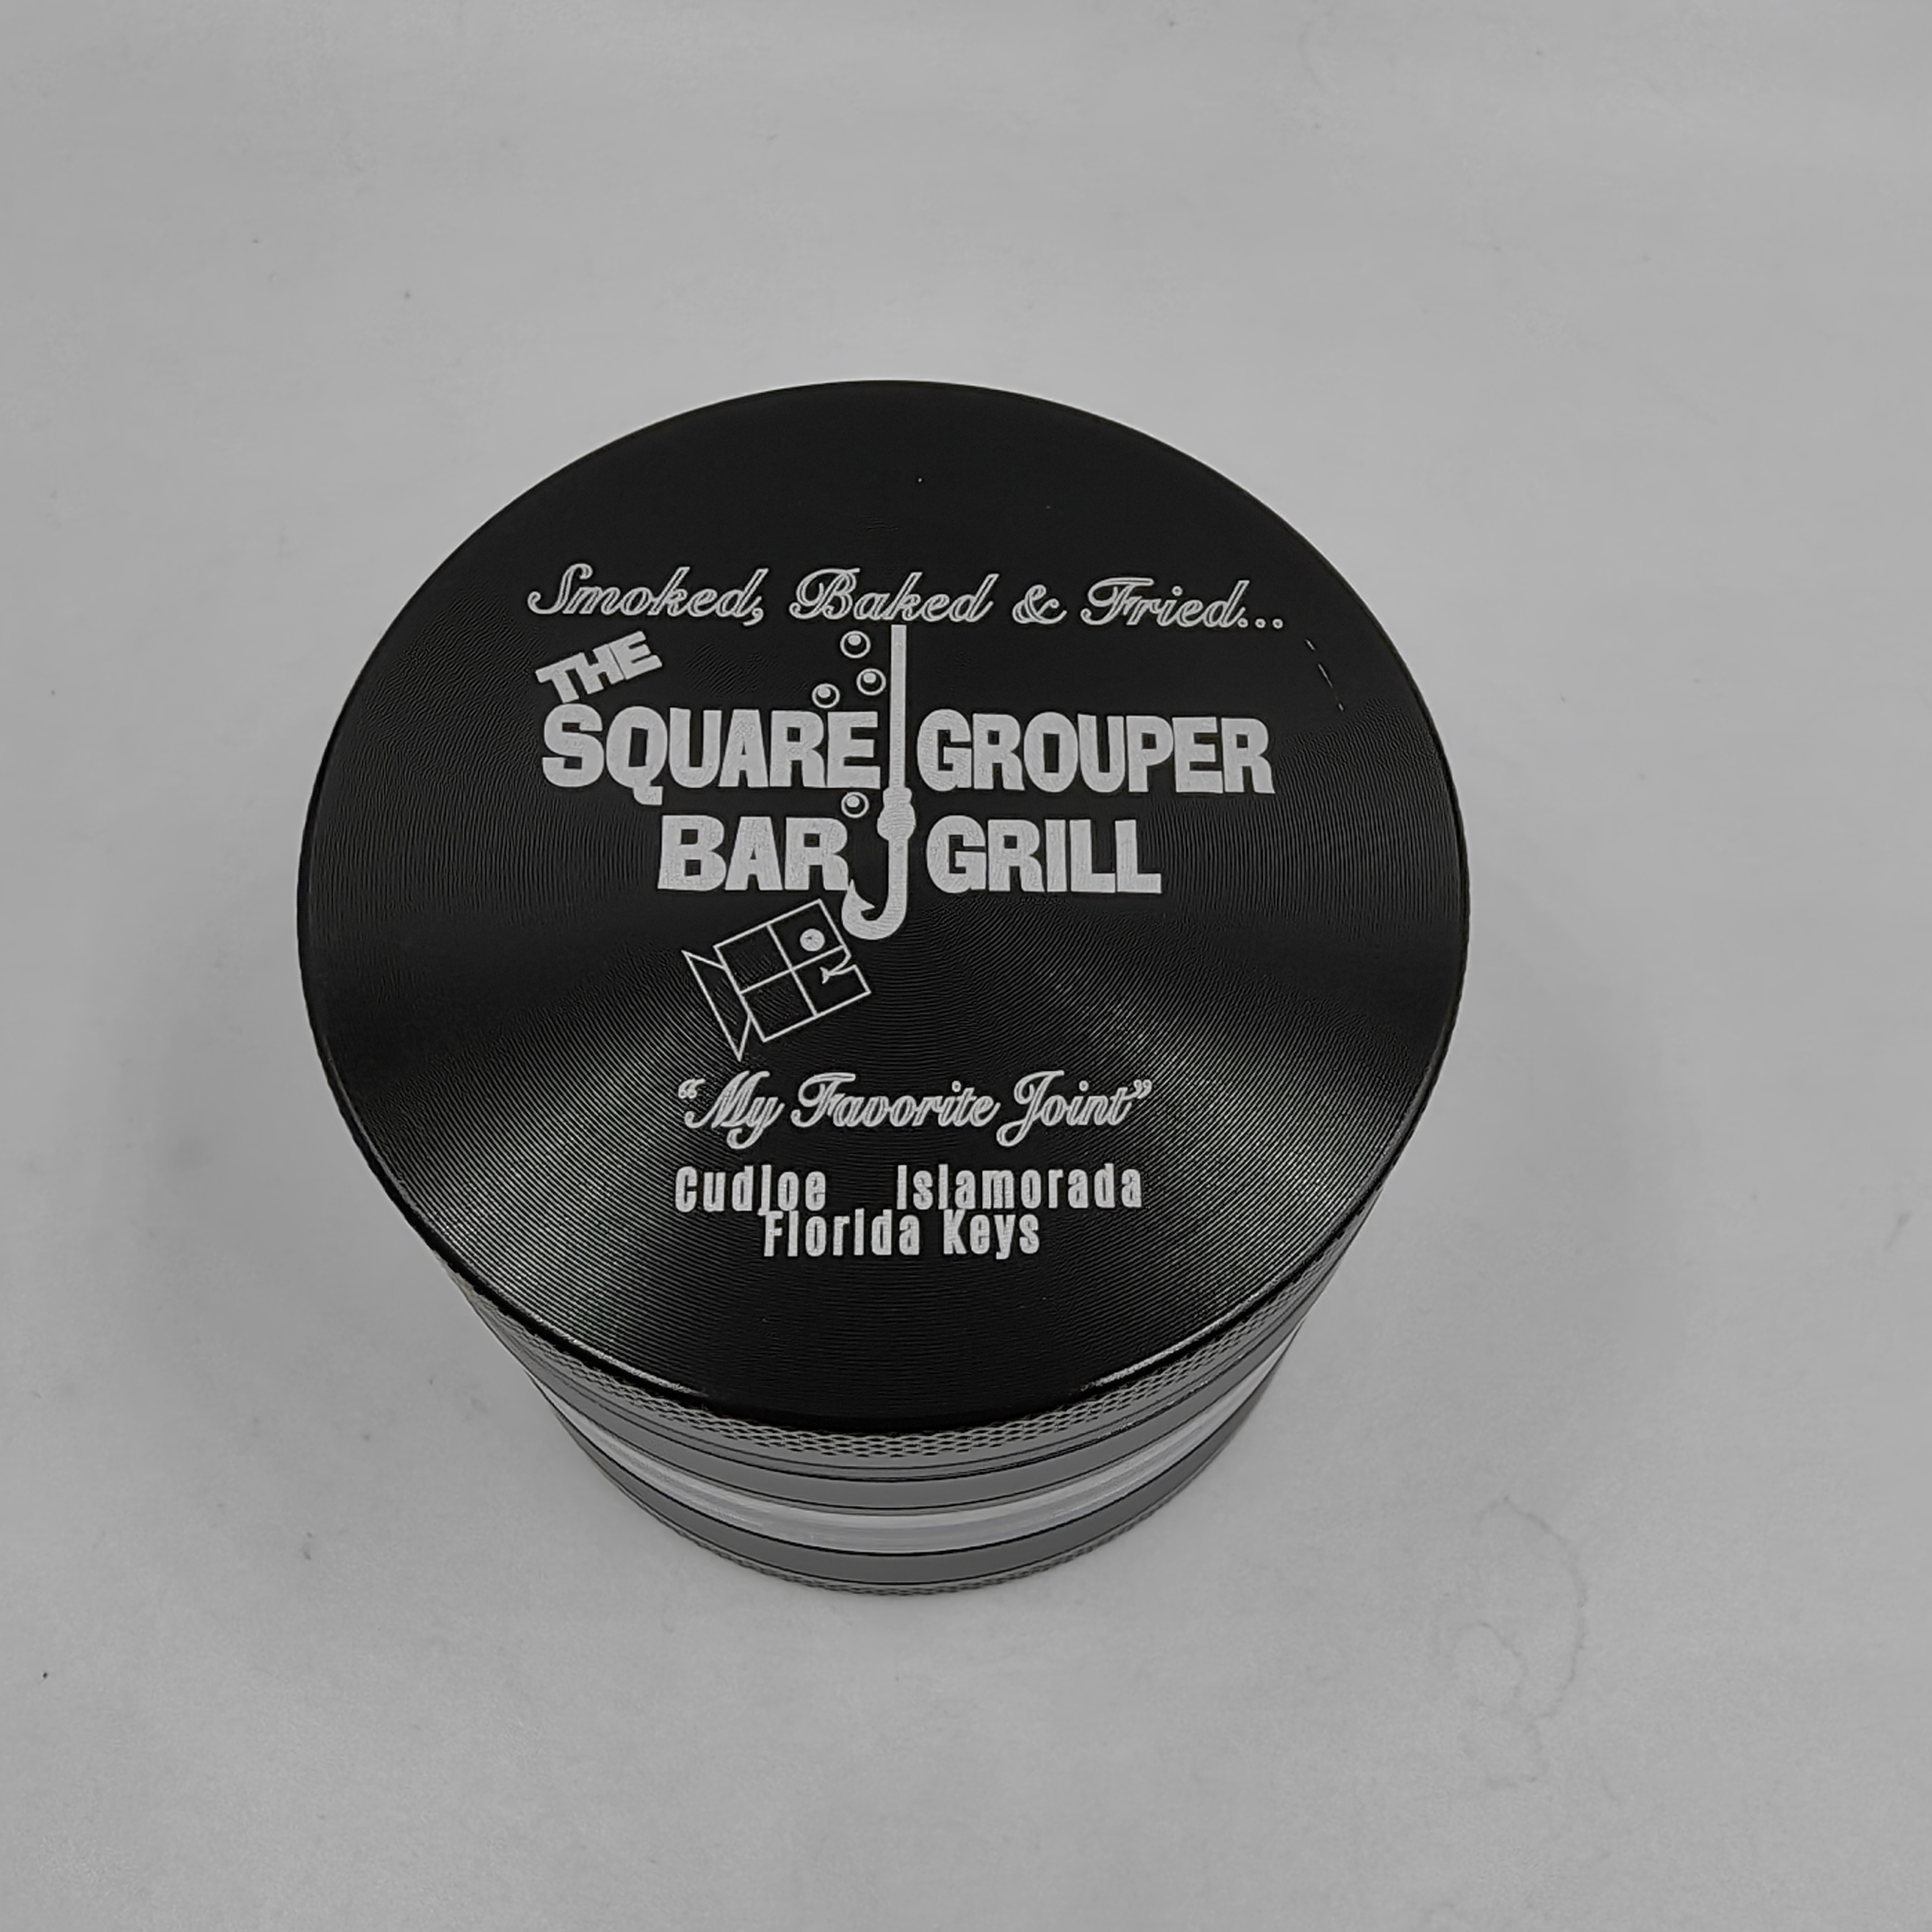 Smoked, Baked & Fried...
THE
SQUARE GROUPER
BAR GRILL
"My Favorite Joint"
Cudjoe Islamorada
Florida Keys